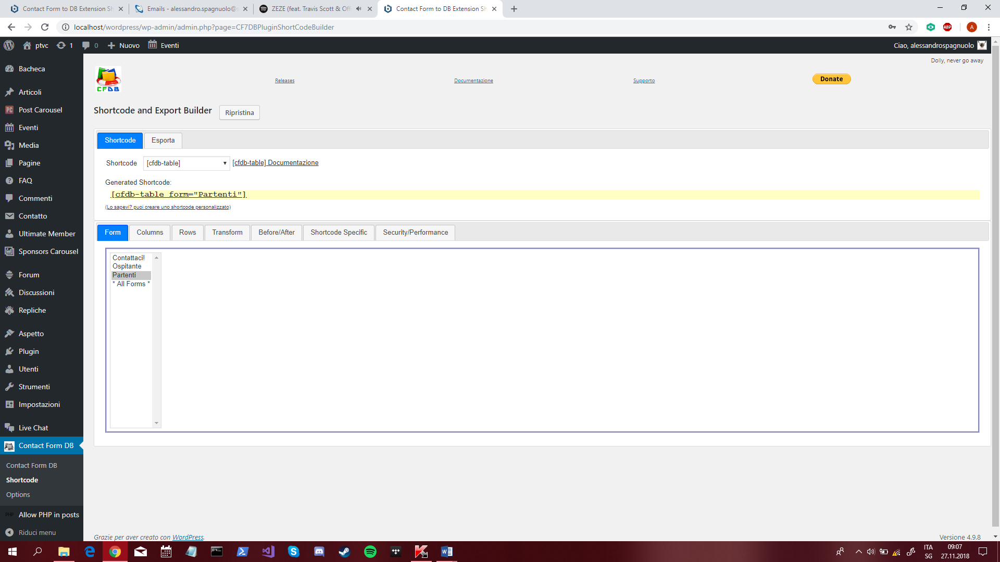 Contact Form to DB Extension Sh
Emails - alessandro.spagnuolo@s
ZEZE (feat. Travis Scott & Off
Contact Form to DB Extension Sh
localhost/wordpress/wp-admin/admin.php?page=CF7DBPluginShortCodeBuilder
ABP
A
ptvc
1
0
Nuovo
Eventi
Ciao, alessandrospagnuolo
Dolly, never go away
Bacheca
Articoli
PC Post Carousel
Eventi
Media
Pagine
FAQ
Commenti
Contatto
Ultimate Member
Sponsors Carousel
Forum
Discussioni
Repliche
Aspetto
Plugin
Utenti
Strumenti
Impostazioni
Live Chat
Contact Form DB
Contact Form DB
Shortcode
Options
PHP Allow PHP in posts
Riduci menu
CFDB
Releases
Documentazione
Supporto
Donate
Shortcode and Export Builder
Ripristina
Shortcode
Esporta
Shortcode
[cfdb-table]
[cfdb-table] Documentazione
Generated Shortcode:
[cfdb-table form="Partenti"]
(Lo sapevi? puoi creare uno shortcode personalizzato)
Form
Columns
Rows
Transform
Before/After
Shortcode Specific
Security/Performance
Contattaci!
Ospitante
Partenti
* All Forms *
Grazie per aver creato con WordPress.
Versione 4.9.8
ITA
SG
09:07
27.11.2018